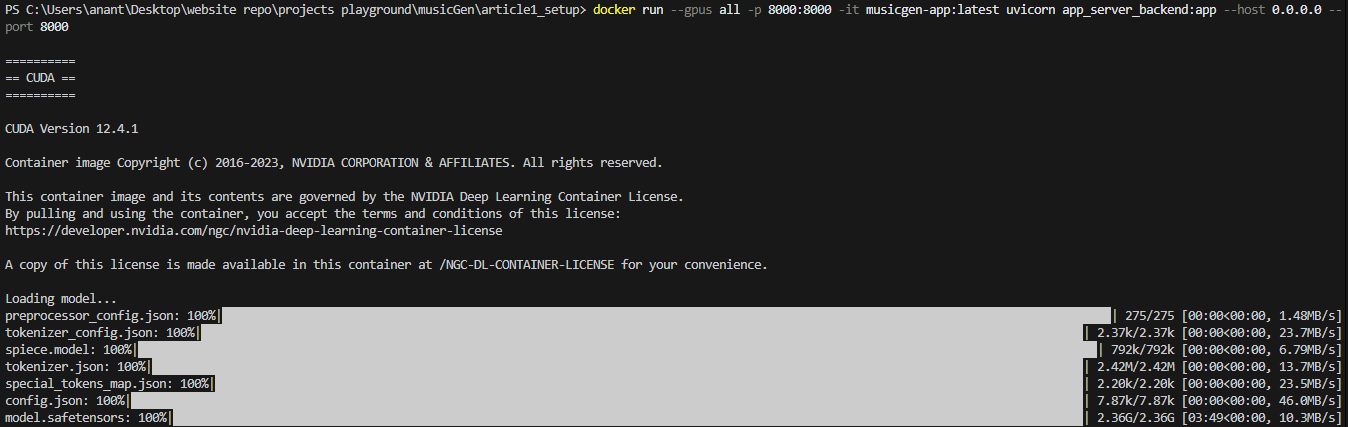 PS C:\Users\anant\Desktop\website repo\projects playground\musicGen\article1_setup> docker run --gpus all -p 8000:8000 -it musicgen-app:latest uvicorn app_server_backend:app --host 0.0.0.0 --
port 8000
==========
== CUDA ==
==========
CUDA Version 12.4.1
Container image Copyright (c) 2016-2023, NVIDIA CORPORATION & AFFILIATES. All rights reserved.
This container image and its contents are governed by the NVIDIA Deep Learning Container License.
By pulling and using the container, you accept the terms and conditions of this license:
https://developer.nvidia.com/ngc/nvidia-deep-learning-container-license
A copy of this license is made available in this container at /NGC-DL-CONTAINER-LICENSE for your convenience.
Loading model...
preprocessor_config.json: 100%| | 275/275 [00:00<00:00, 1.48MB/s]
tokenizer_config.json: 100%| | 2.37k/2.37k [00:00<00:00, 23.7MB/s]
spiece.model: 100%| | 792k/792k [00:00<00:00, 6.79MB/s]
tokenizer.json: 100%| | 2.42M/2.42M [00:00<00:00, 13.7MB/s]
special_tokens_map.json: 100%| | 2.20k/2.20k [00:00<00:00, 23.5MB/s]
config.json: 100%| | 7.87k/7.87k [00:00<00:00, 46.0MB/s]
model.safetensors: 100%| | 2.36G/2.36G [03:49<00:00, 10.3MB/s]